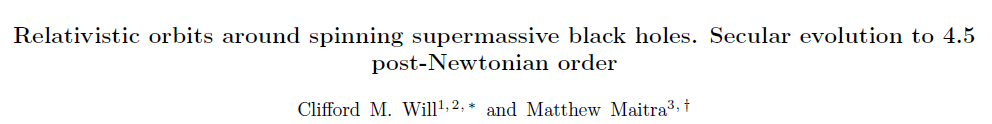 Relativistic orbits around spinning supermassive black holes. Secular evolution to 4.5
post-Newtonian order
Clifford M. Will1, 2, * and Matthew Maitra3, †